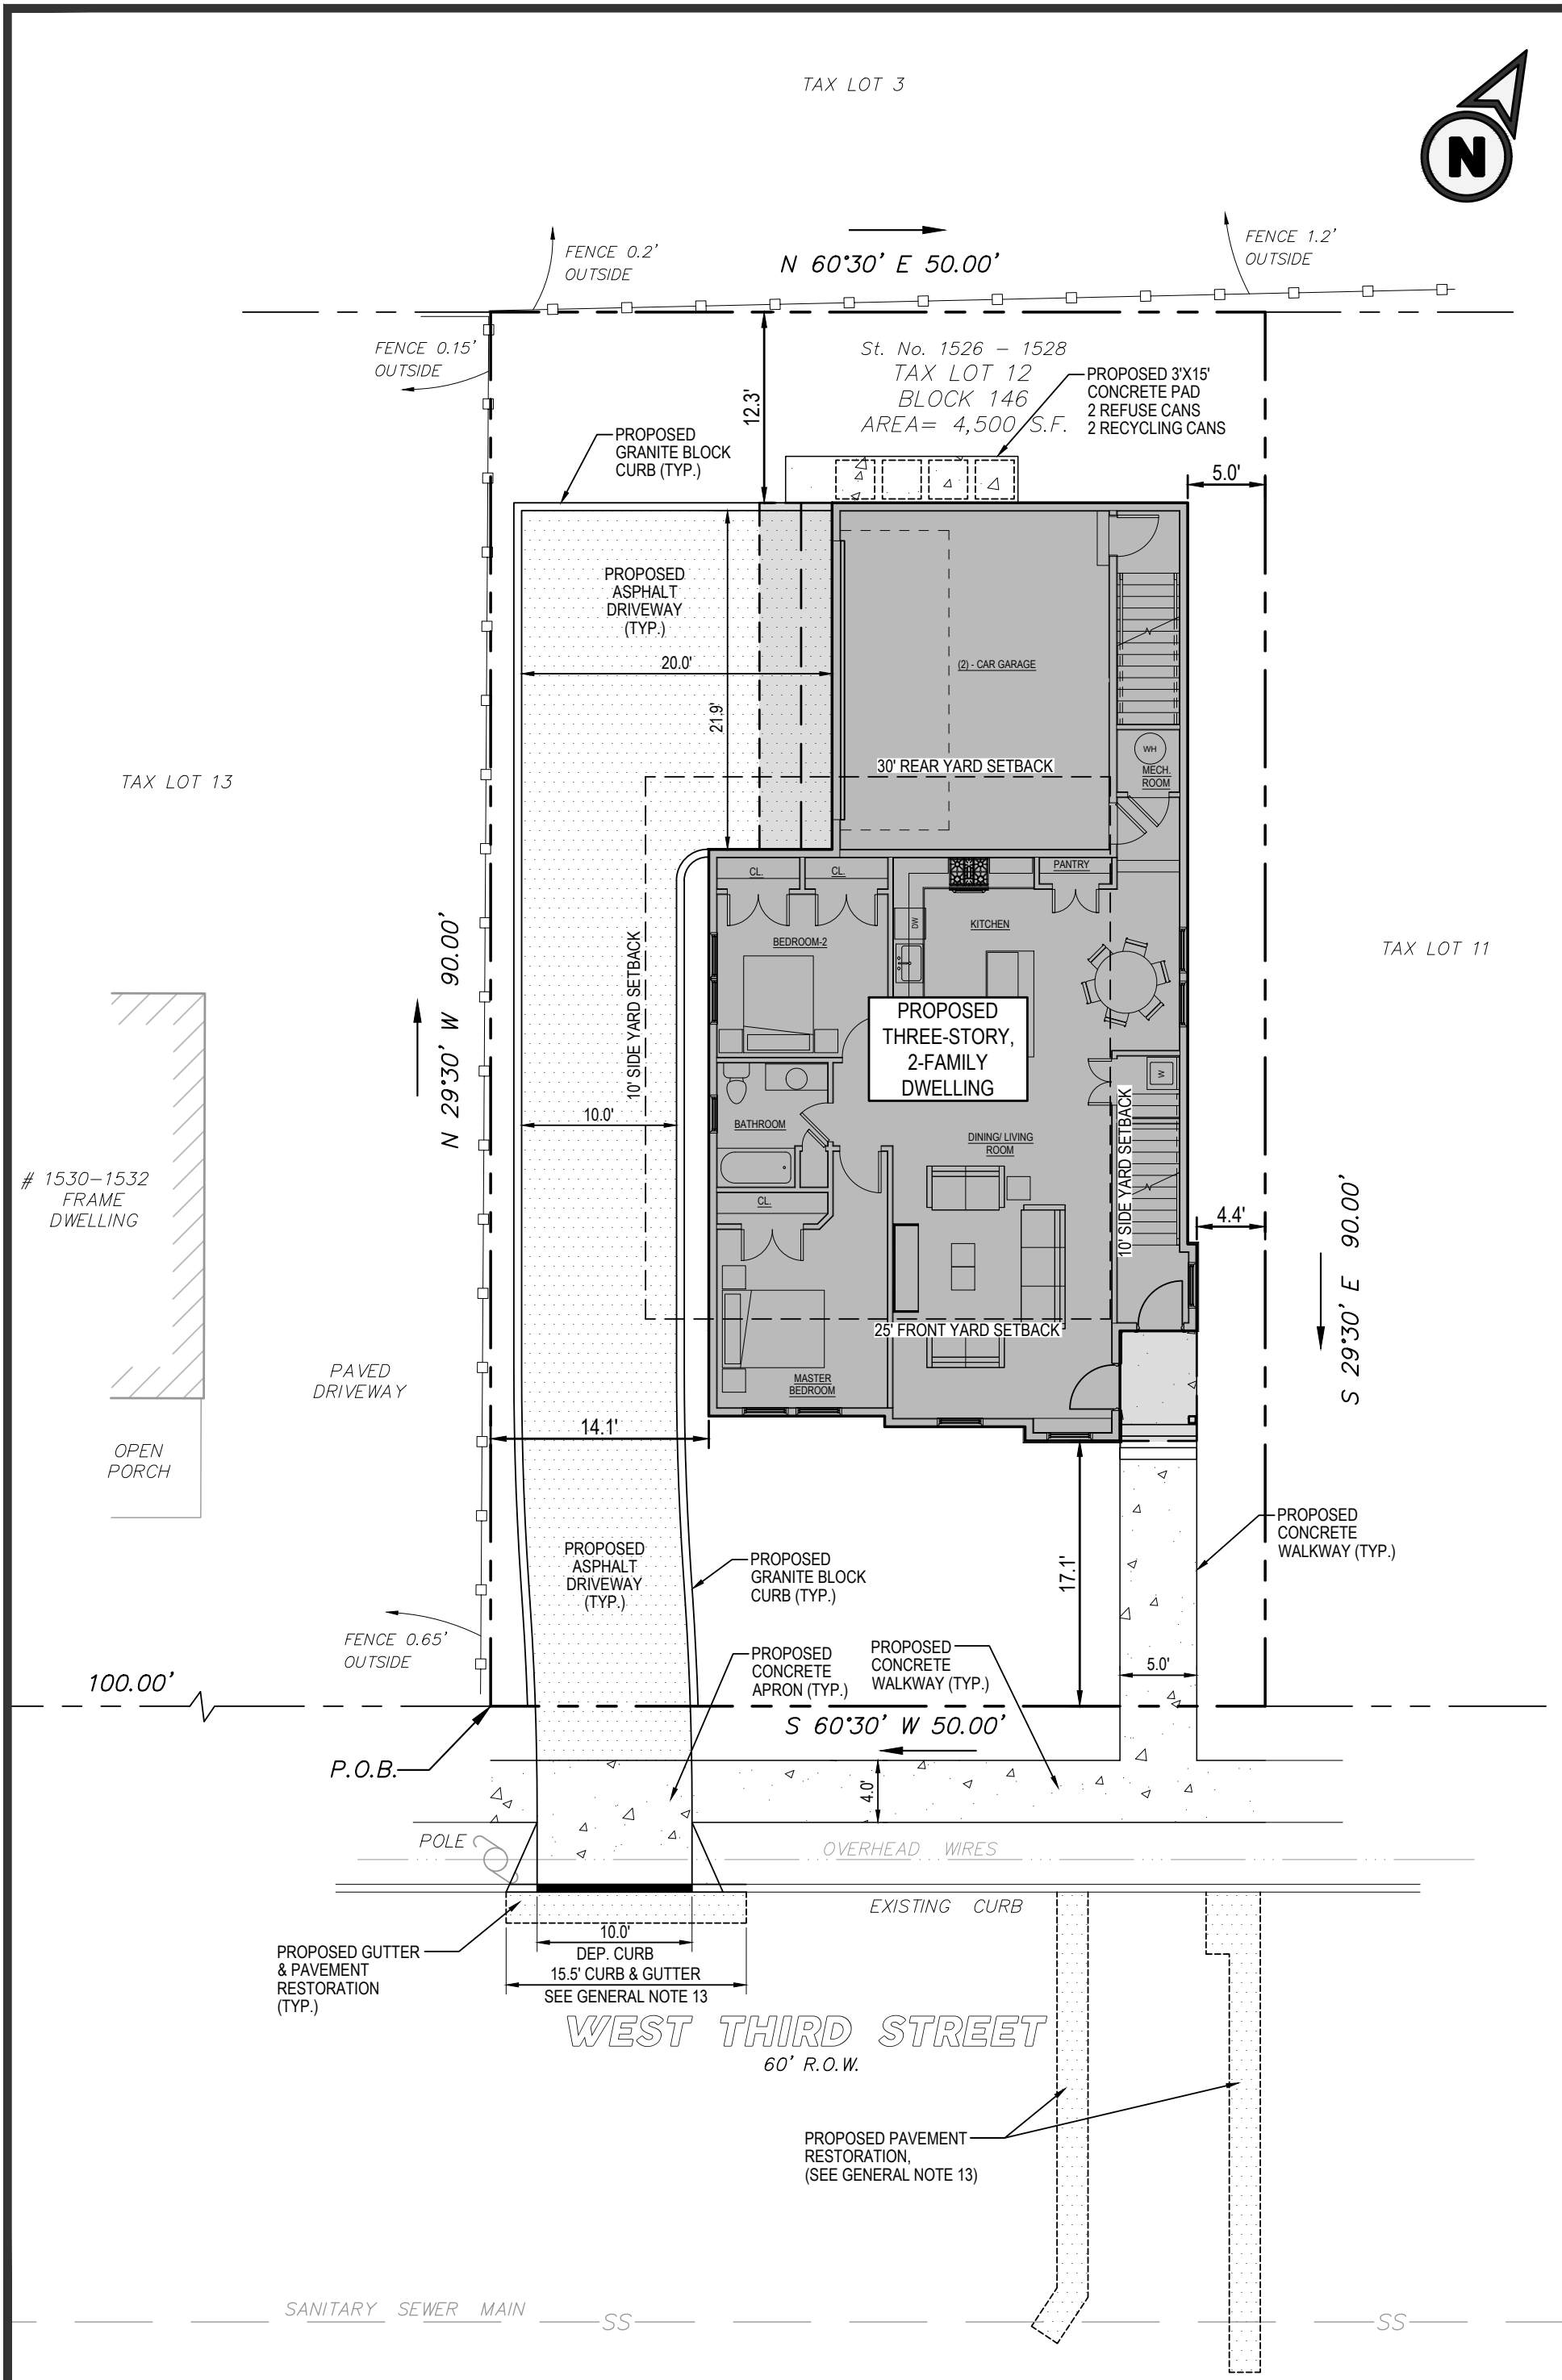 TAX LOT 3
N
FENCE 0.2'
OUTSIDE
N 60°30' E 50.00'
FENCE 1.2'
OUTSIDE
FENCE 0.15'
OUTSIDE
12.3'
St. No. 1526 - 1528
TAX LOT 12
BLOCK 146
AREA= 4,500 S.F.
PROPOSED 3'X15'
CONCRETE PAD
2 REFUSE CANS
2 RECYCLING CANS
PROPOSED
GRANITE BLOCK
CURB (TYP.)
5.0'
PROPOSED
ASPHALT
DRIVEWAY
(TYP.)
20.0'
21.9'
(2) - CAR GARAGE
WH
MECH.
ROOM
30' REAR YARD SETBACK
TAX LOT 13
CL.
CL.
PANTRY
DW
KITCHEN
BEDROOM-2
TAX LOT 11
10' SIDE YARD SETBACK
N 29°30' W 90.00'
PROPOSED
THREE-STORY,
2-FAMILY
DWELLING
W
10.0'
BATHROOM
DINING/ LIVING
ROOM
10' SIDE YARD SETBACK
# 1530-1532
FRAME
DWELLING
CL.
4.4'
S 29°30' E 90.00'
25' FRONT YARD SETBACK
MASTER
BEDROOM
PAVED
DRIVEWAY
14.1'
OPEN
PORCH
PROPOSED
CONCRETE
WALKWAY (TYP.)
PROPOSED
ASPHALT
DRIVEWAY
(TYP.)
PROPOSED
GRANITE BLOCK
CURB (TYP.)
17.1'
FENCE 0.65'
OUTSIDE
PROPOSED
CONCRETE
APRON (TYP.)
PROPOSED
CONCRETE
WALKWAY (TYP.)
5.0'
100.00'
S 60°30' W 50.00'
P.O.B.
4.0'
POLE
OVERHEAD WIRES
EXISTING CURB
10.0'
DEP. CURB
15.5' CURB & GUTTER
SEE GENERAL NOTE 13
PROPOSED GUTTER
& PAVEMENT
RESTORATION
(TYP.)
WEST THIRD STREET
60' R.O.W.
PROPOSED PAVEMENT
RESTORATION,
(SEE GENERAL NOTE 13)
SANITARY SEWER MAIN
SS
SS